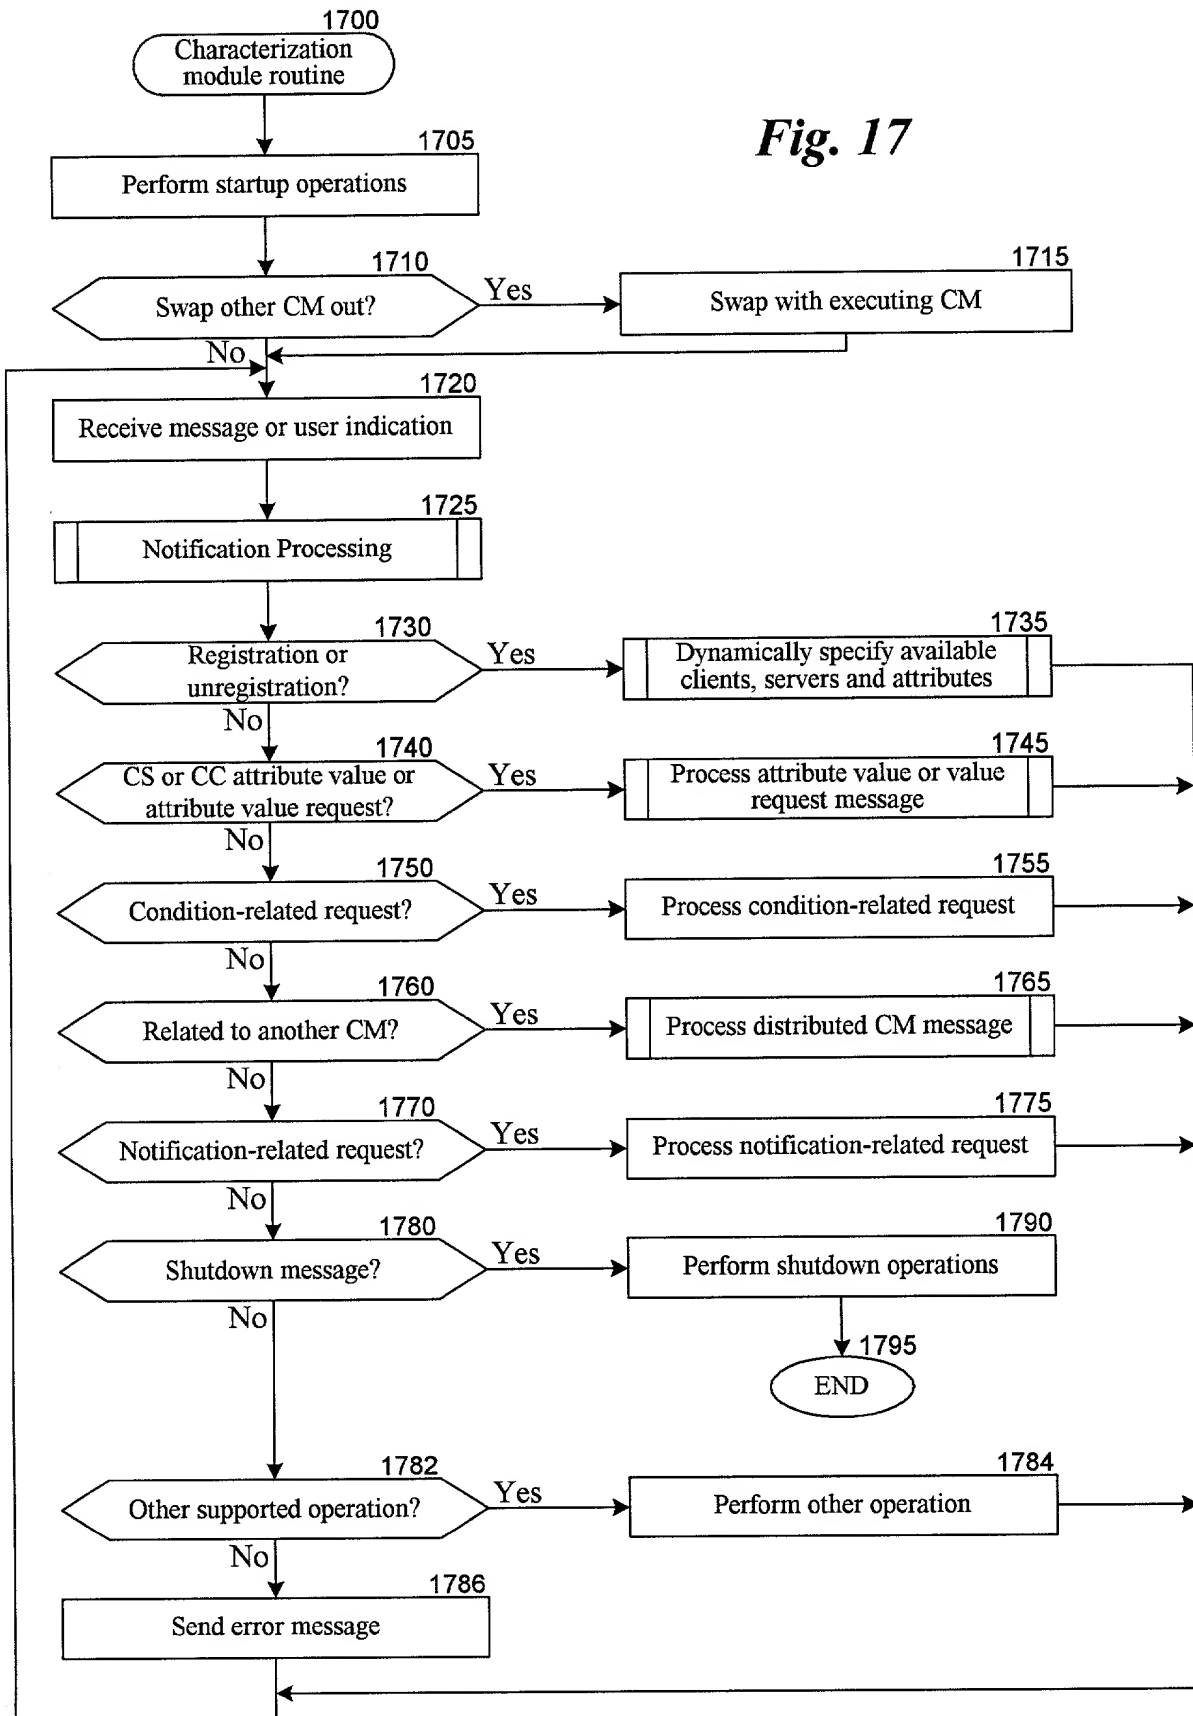 1700
Characterization
module routine
Fig. 17
1705
Perform startup operations
1710
Swap other CM out?
Yes
1715
Swap with executing CM
No
1720
Receive message or user indication
1725
Notification Processing
1730
Registration or
unregistration?
Yes
1735
Dynamically specify available
clients, servers and attributes
No
1740
CS or CC attribute value or
attribute value request?
Yes
1745
Process attribute value or value
request message
No
1750
Condition-related request?
Yes
1755
Process condition-related request
No
1760
Related to another CM?
Yes
1765
Process distributed CM message
No
1770
Notification-related request?
Yes
1775
Process notification-related request
No
1780
Shutdown message?
Yes
1790
Perform shutdown operations
No
1795
END
1782
Other supported operation?
Yes
1784
Perform other operation
No
1786
Send error message